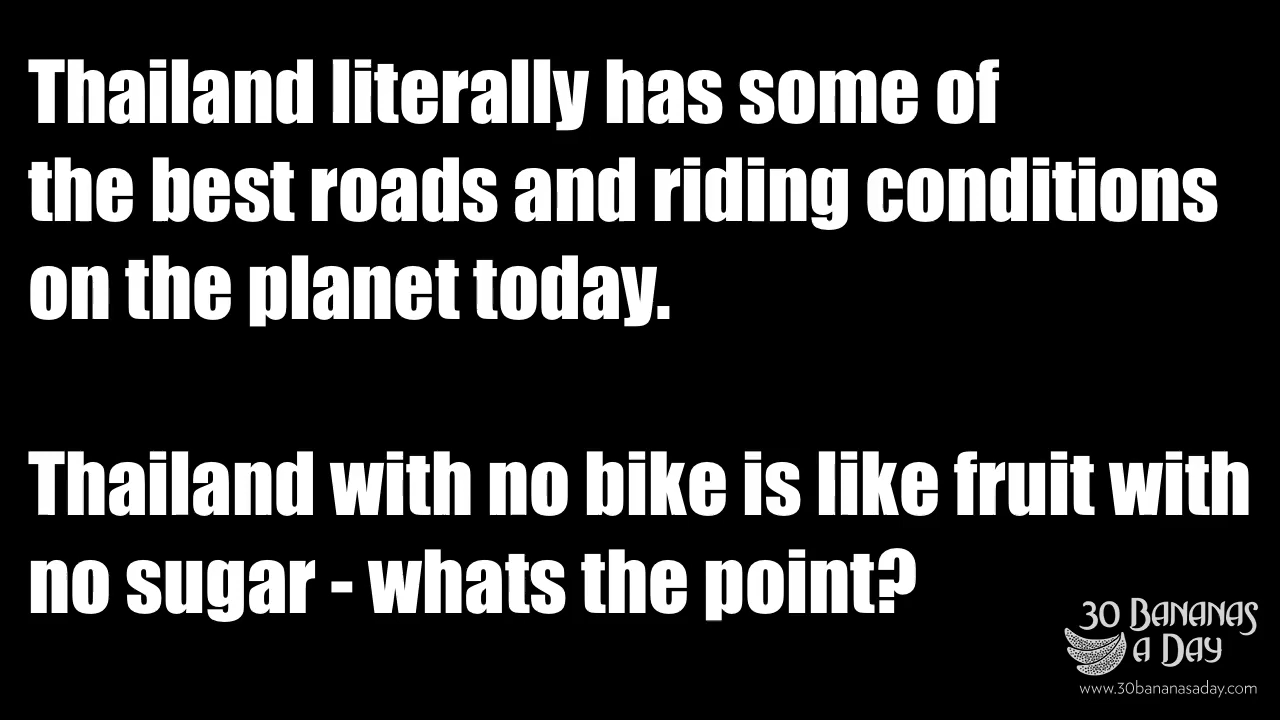 Thailand literally has some of
the best roads and riding conditions
on the planet today.
Thailand with no bike is like fruit with
no sugar - whats the point?
30 BANANAS
A DAY
www.30bananasaday.com